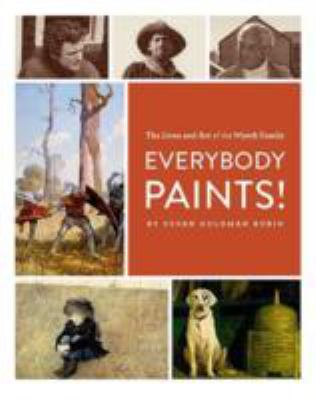 The Lives and Art of the Wyeth Family
EVERYBODY
PAINTS!
BY SUSAN GOLDMAN RUBIN